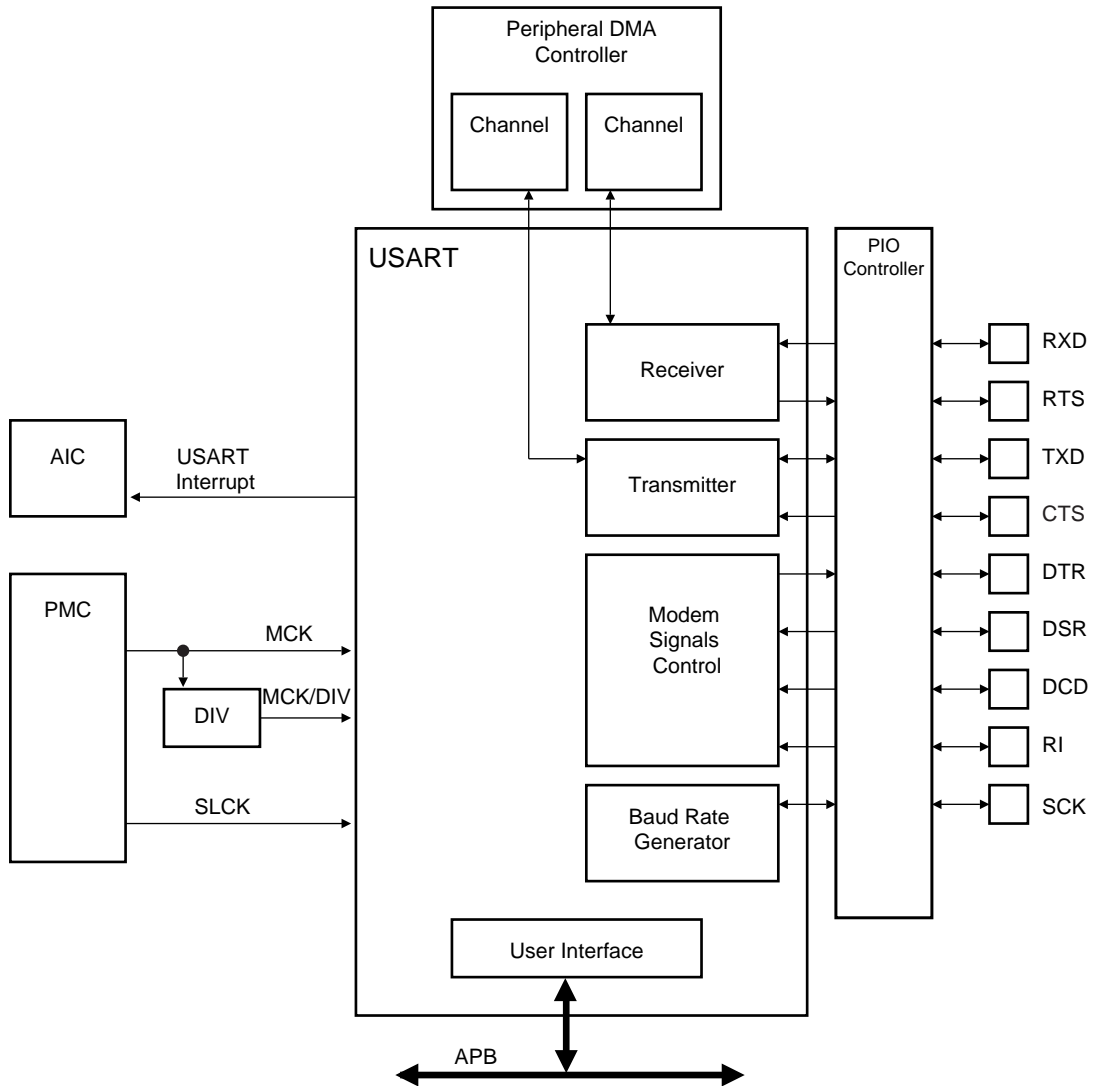 Peripheral DMA
Controller
Channel
Channel
USART
PIO
Controller
Receiver
RXD
RTS
AIC
USART
Interrupt
Transmitter
TXD
CTS
PMC
MCK
DIV
MCK/DIV
SLCK
Modem
Signals
Control
DTR
DSR
DCD
RI
Baud Rate
Generator
SCK
User Interface
APB